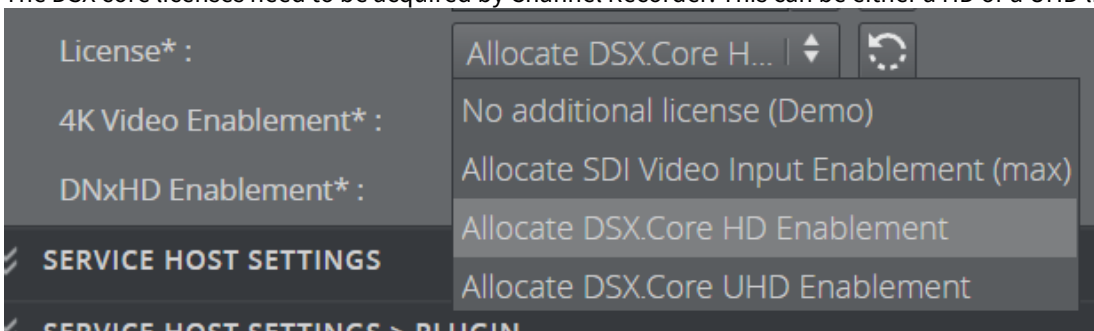 The DSX core licenses need to be acquired by Channel Recorder. This can be either a HD or a UHD
License* :
Allocate DSX.Core H...
4K Video Enablement* :
No additional license (Demo)
Allocate SDI Video Input Enablement (max)
DNxHD Enablement* :
Allocate DSX.Core HD Enablement
SERVICE HOST SETTINGS
Allocate DSX.Core UHD Enablement
SERVICE HOST SETTINGS > PLUGIN